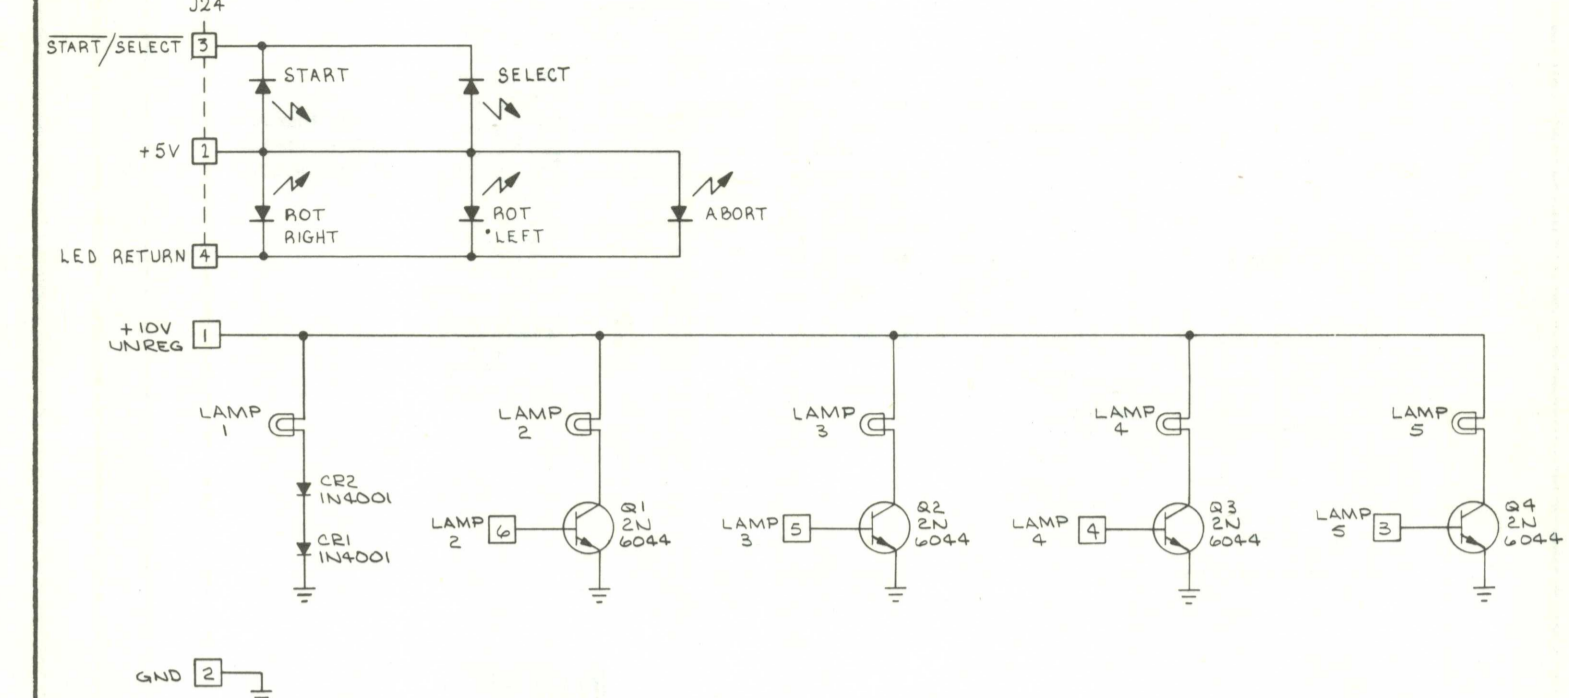 J24
START/SELECT 3
START
SELECT
+5V 1
ROT
RIGHT
ROT
LEFT
ABORT
LED RETURN 4
+10V
UNREG
1
LAMP
1
LAMP
2
LAMP
3
LAMP
4
LAMP
5
CR2
1N4001
CR1
1N4001
LAMP
2
6
Q1
2N
6044
LAMP
3
5
Q2
2N
6044
LAMP
4
4
Q3
2N
6044
LAMP
5
3
Q4
2N
6044
GND 2